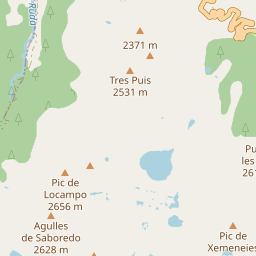 2371 m
Tres Puis
2531 m
Pic de
Locampo
2656 m
Agulles
de Saboredo
2628 m
Pic de
Xemeneies